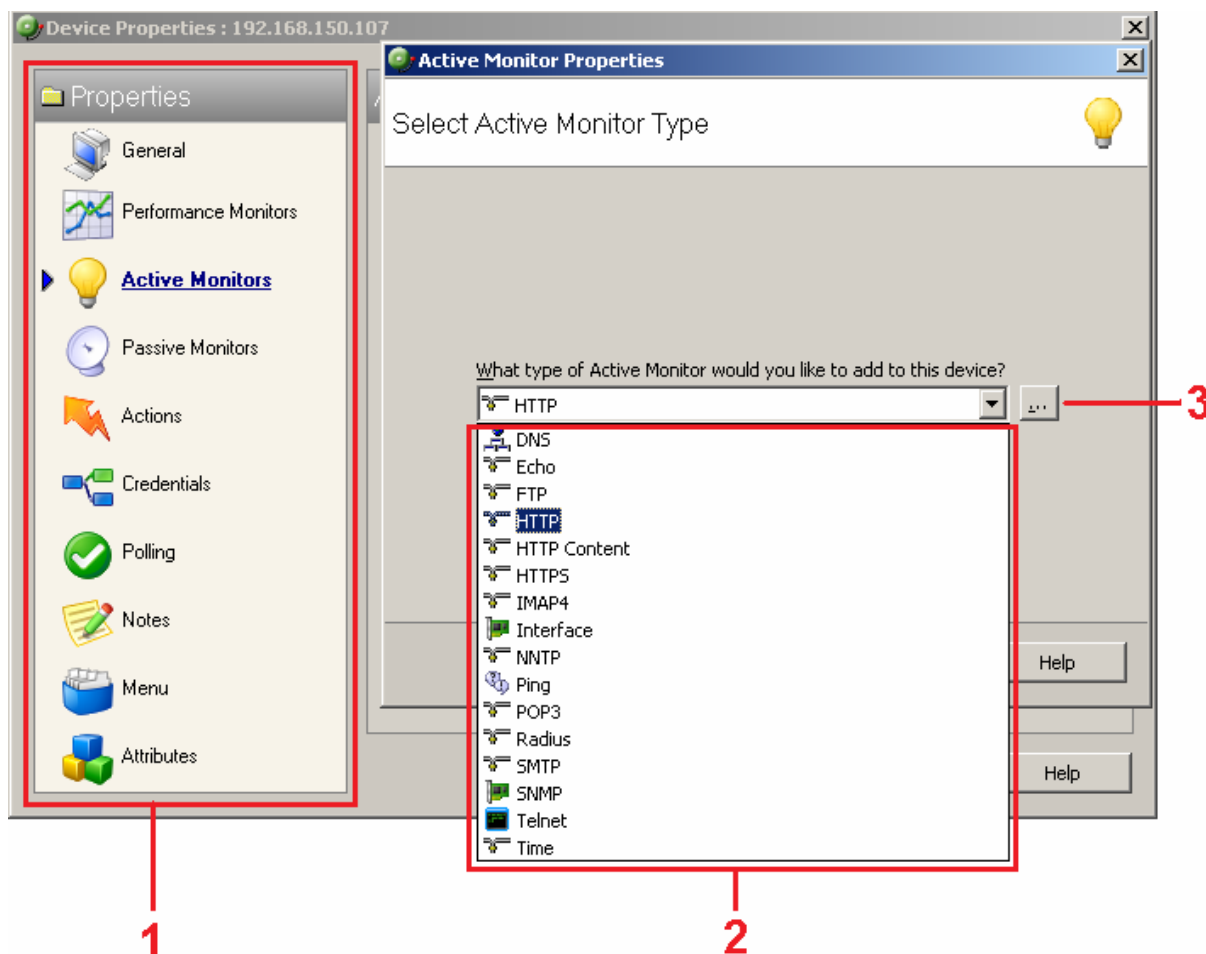 Device Properties : 192.168.150.107
Properties
General
Performance Monitors
Active Monitors
Passive Monitors
Actions
Credentials
Polling
Notes
Menu
Attributes
Active Monitor Properties
Select Active Monitor Type
What type of Active Monitor would you like to add to this device?
HTTP
...
3
DNS
Echo
FTP
HTTP
HTTP Content
HTTPS
IMAP4
Interface
NNTP
Ping
POP3
Radius
SMTP
SNMP
Telnet
Time
Help
Help
1
2